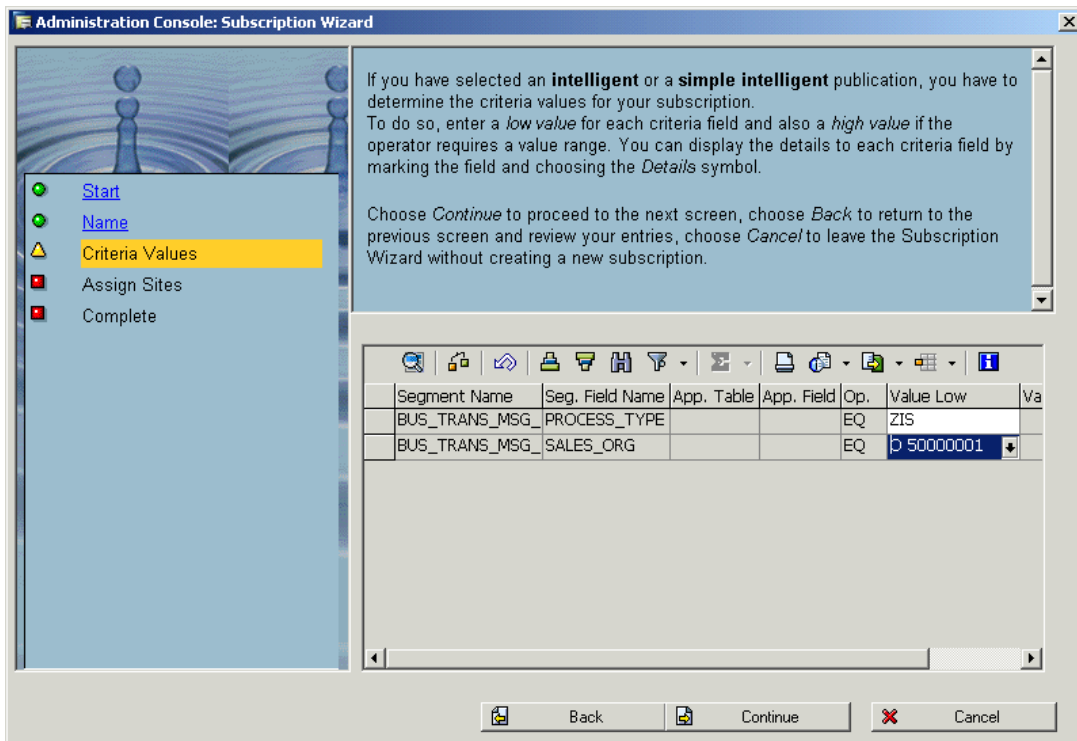 Administration Console: Subscription Wizard
If you have selected an intelligent or a simple intelligent publication, you have to
determine the criteria values for your subscription.
To do so, enter a low value for each criteria field and also a high value if the
operator requires a value range. You can display the details to each criteria field by
marking the field and choosing the Details symbol.
Choose Continue to proceed to the next screen, choose Back to return to the
previous screen and review your entries, choose Cancel to leave the Subscription
Wizard without creating a new subscription.
Start
Name
Criteria Values
Assign Sites
Complete
Segment Name Seg. Field Name App. Table App. Field Op. Value Low Va
BUS_TRANS_MSG_ PROCESS_TYPE EQ ZIS
BUS_TRANS_MSG_ SALES_ORG EQ O 50000001
Back Continue Cancel